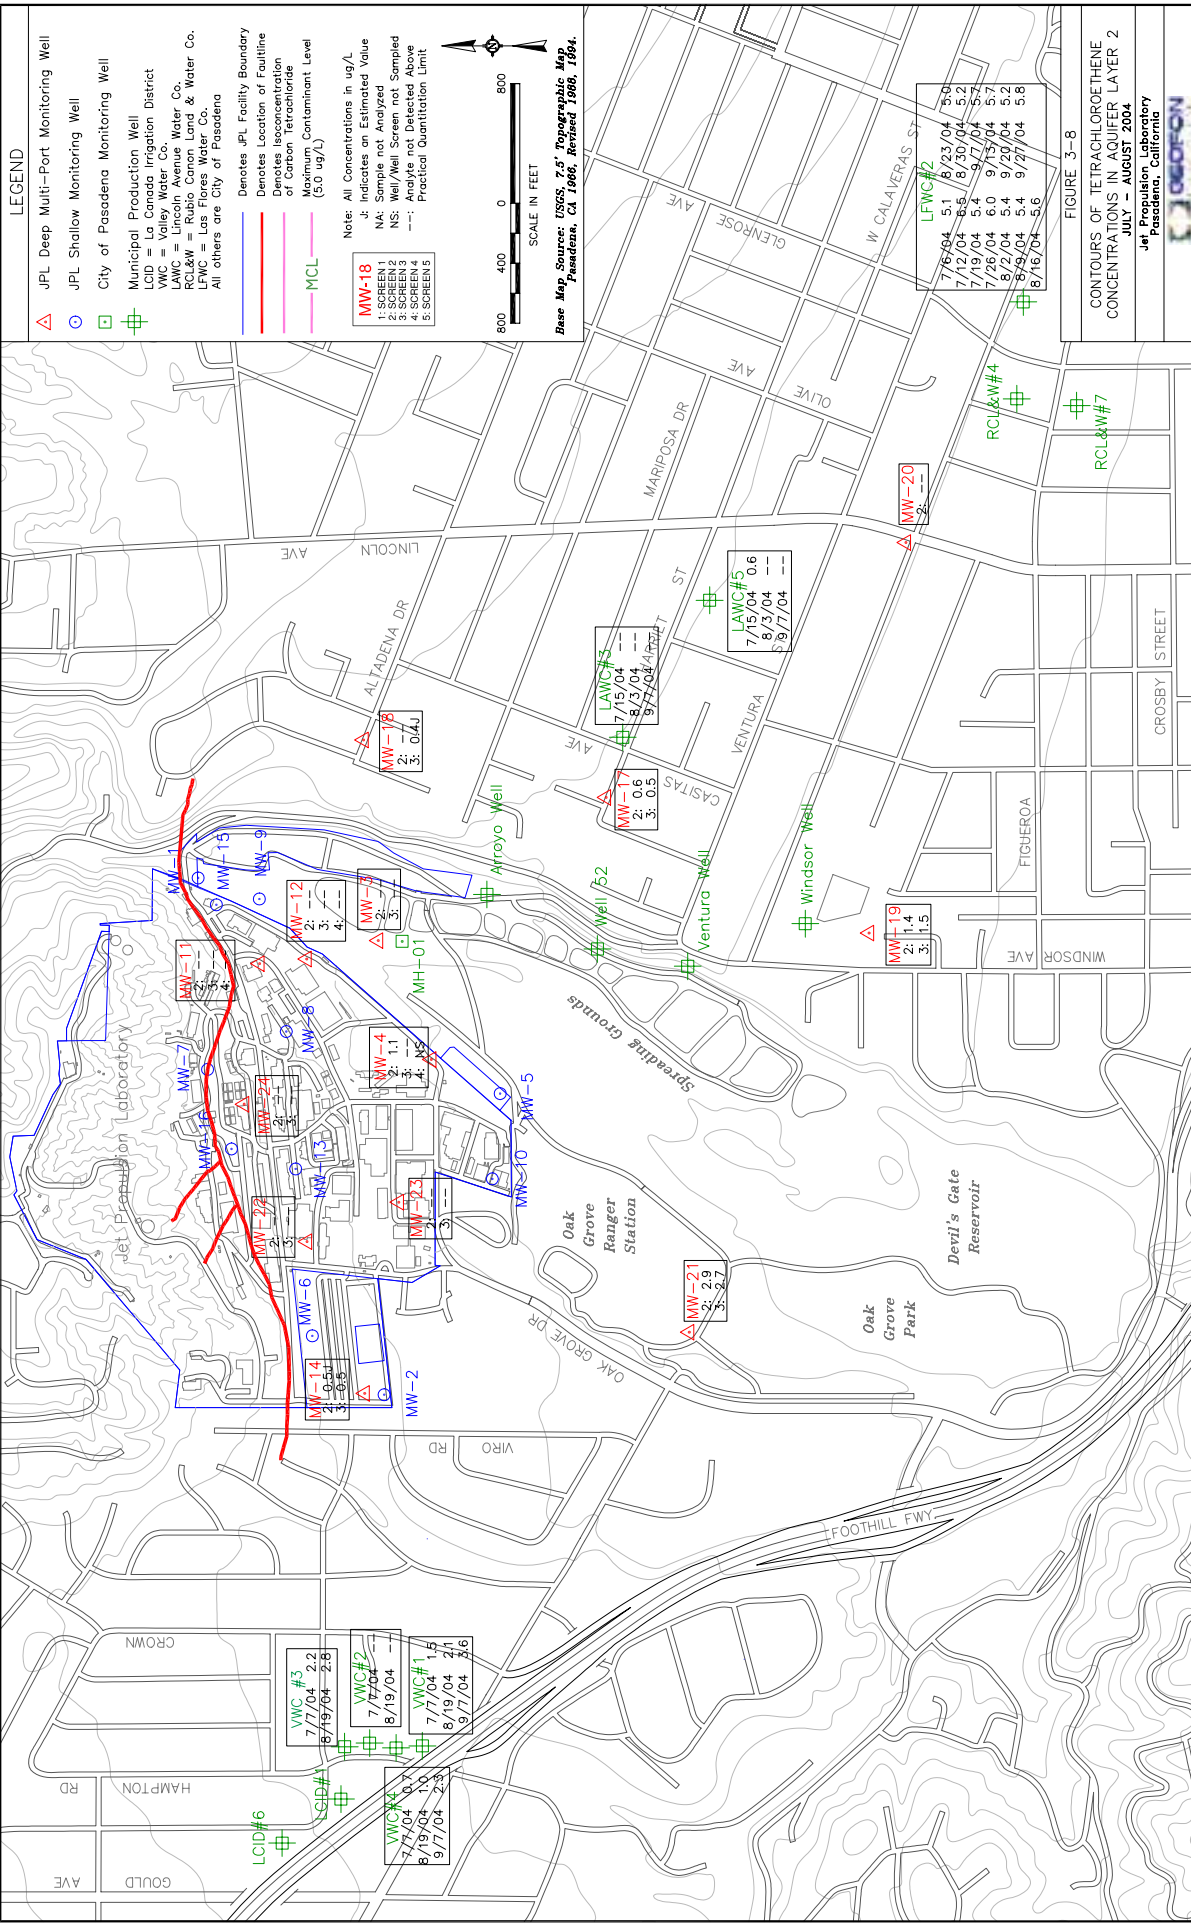 LEGEND
JPL Deep Multi-Port Monitoring Well
JPL Shallow Monitoring Well
City of Pasadena Monitoring Well
Municipal Production Well
LCID = La Canada Irrigation District
VWC = Valley Water Co.
LAWC = Lincoln Avenue Water Co.
RCL&W = Rubio Canon Land & Water Co.
LFWC = Las Flores Water Co.
All others are City of Pasadena
Denotes JPL Facility Boundary
Denotes Location of Faultline
Denotes Isoconcentration
of Carbon Tetrachloride
MCL
Maximum Contaminant Level
(5.0 ug/L)
Note: All Concentrations in ug/L
J: Indicates an Estimated Value
NA: Sample not Analyzed
NS: Well/Well Screen not Sampled
--: Analyte not Detected Above
Practical Quantitation Limit
MW-18
1: SCREEN 1
2: SCREEN 2
3: SCREEN 3
4: SCREEN 4
5: SCREEN 5
N
800 400 0 800
SCALE IN FEET
Base Map Source: USGS, 7.5' Topographic Map
Pasadena, CA 1966, Revised 1988, 1994.
FIGURE 3-8
CONTOURS OF TETRACHLOROETHENE
CONCENTRATIONS IN AQUIFER LAYER 2
JULY - AUGUST 2004
Jet Propulsion Laboratory
Pasadena, California
GEOFON
LFWC#2
7/6/04 5.1 8/23/04 5.0
7/12/04 6.5 8/30/04 5.2
7/19/04 5.4 9/7/04 5.7
7/26/04 6.0 9/13/04 5.7
8/2/04 5.4 9/20/04 5.2
8/9/04 5.4 9/27/04 5.8
8/16/04 5.6
RCL&W#4
RCL&W#7
MW-20
2: --
LAWC#5
7/15/04 0.6
8/3/04 --
9/7/04 --
LAWC#3
7/15/04 --
8/3/04 --
9/7/04 --
MW-18
2: --
3: 0.4J
MW-17
2: 0.6
3: 0.5
MW-19
2: 1.4
3: 1.5
Arroyo Well
Well 52
Ventura Well
Windsor Well
MW-1
MW-15
MW-9
MW-12
2: --
3: --
4: --
MW-3
2: --
3: --
MH-01
MW-11
2: --
3: --
4: --
MW-8
MW-7
MW-4
2: 1.1
3: --
4: NS
MW-24
2: --
3: --
MW-5
MW-16
MW-13
MW-10
MW-23
2: --
3: --
MW-22
2: --
3: --
MW-6
MW-14
2: 0.5J
3: 0.5
MW-2
MW-21
2: 2.9
3: 2.7
VWC #3
7/7/04 2.2
8/19/04 2.8
VWC#2
7/7/04 --
8/19/04 --
VWC#1
7/7/04 1.5
8/19/04 2.1
9/7/04 3.6
VWC#4
7/7/04 0.7
8/19/04 1.0
9/7/04 2.3
LCID#1
LCID#6
Jet Propulsion Laboratory
Spreading Grounds
Oak
Grove
Ranger
Station
Devil's Gate
Reservoir
Oak
Grove
Park
GLENROSE AVE
W CALAVERAS ST
OLIVE AVE
MARIPOSA DR
LINCOLN AVE
ALTADENA DR
HARRIET ST
VENTURA ST
CASITAS AVE
CROSBY STREET
FIGUEROA
WINDSOR AVE
OAK GROVE DR
VIRO RD
FOOTHILL FWY
CROWN
HAMPTON RD
GOULD AVE